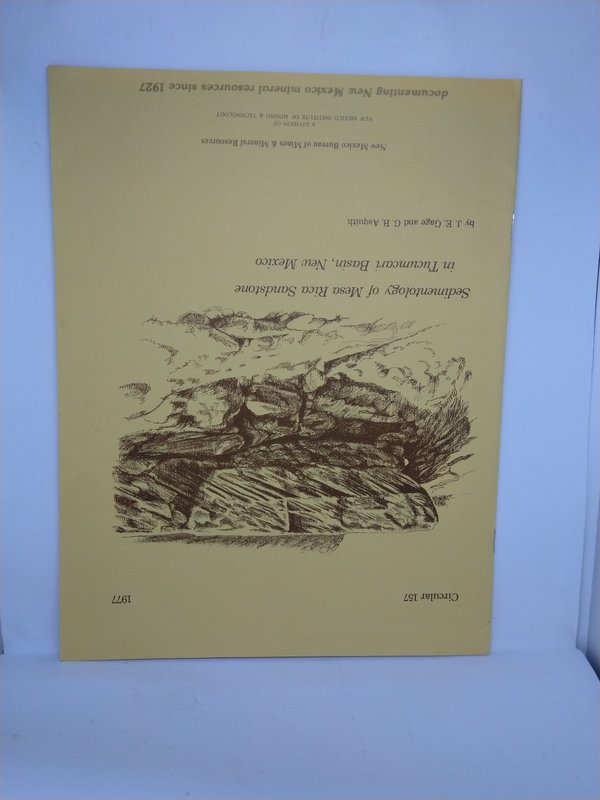 Circular 157
1977
Sedimentology of Mesa Rica Sandstone
in Tucumcari Basin, New Mexico
by J. E. Gage and G. B. Asquith
New Mexico Bureau of Mines & Mineral Resources
A DIVISION OF
NEW MEXICO INSTITUTE OF MINING & TECHNOLOGY
documenting New Mexico mineral resources since 1927